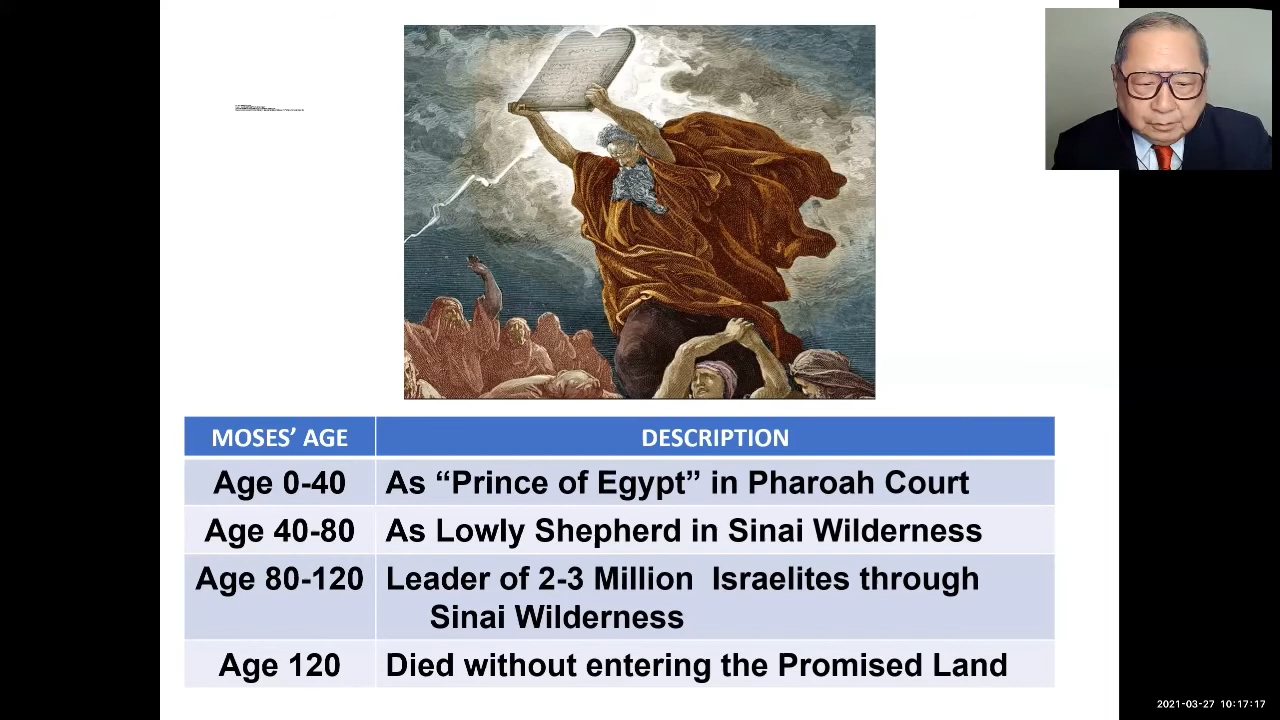 MOSES’ AGE DESCRIPTION
Age 0-40 As “Prince of Egypt” in Pharoah Court
Age 40-80 As Lowly Shepherd in Sinai Wilderness
Age 80-120 Leader of 2-3 Million Israelites through
Sinai Wilderness
Age 120 Died without entering the Promised Land
2021-03-27 10:17:17